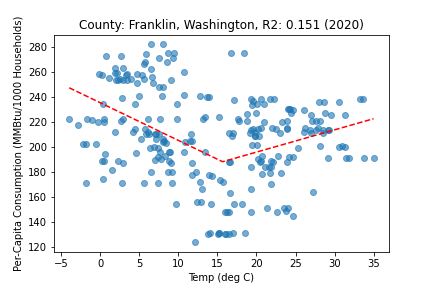 County: Franklin, Washington, R2: 0.151 (2020)
Per-Capita Consumption (MMBtu/1000 Households)
280
260
240
220
200
180
160
140
120
−5 0 5 10 15 20 25 30 35
Temp (deg C)